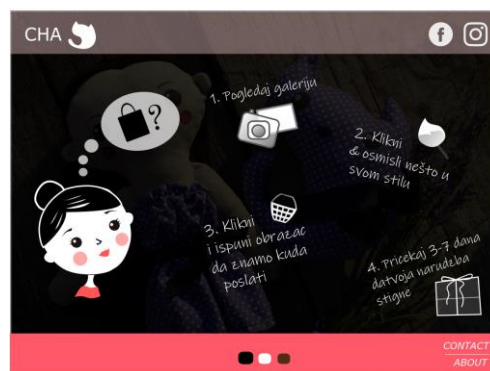 CHA
1. Pogledaj galeriju
?
2. Klikni
& osmisli nešto u
svom stilu
3. Klikni
i ispuni obrazac
da znamo kuda
poslati
4. Pricekaj 3-7 dana
datvoja narudzba
stigne
CONTACT
ABOUT